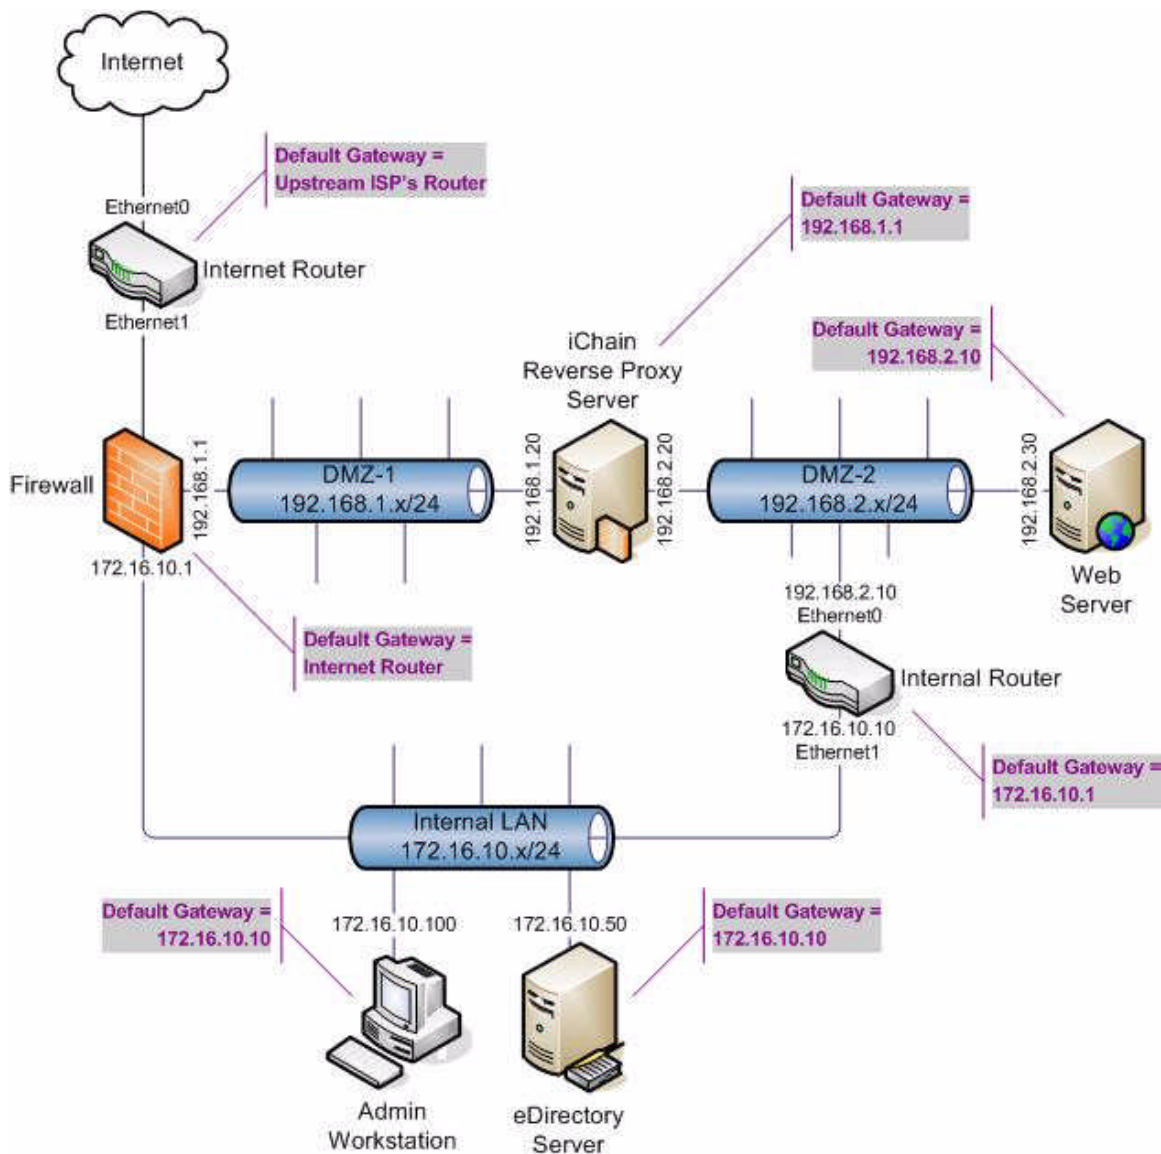 Internet
Default Gateway =
Upstream ISP's Router
Ethernet0
Internet Router
Ethernet1
Default Gateway =
192.168.1.1
Default Gateway =
192.168.2.10
iChain
Reverse Proxy
Server
Firewall
192.168.1.1
DMZ-1
192.168.1.x/24
192.168.1.20
192.168.2.20
DMZ-2
192.168.2.x/24
192.168.2.30
Web
Server
172.16.10.1
192.168.2.10
Ethernet0
Default Gateway =
Internet Router
Internal Router
172.16.10.10
Ethernet1
Default Gateway =
172.16.10.1
Internal LAN
172.16.10.x/24
Default Gateway =
172.16.10.10
172.16.10.100
172.16.10.50
Default Gateway =
172.16.10.10
Admin
Workstation
eDirectory
Server